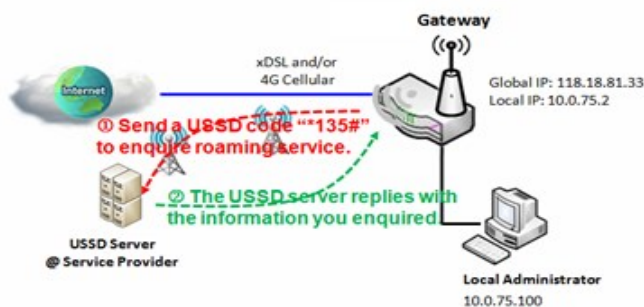 Gateway
Internet
xDSL and/or
4G Cellular
Global IP: 118.18.81.33
Local IP: 10.0.75.2
① Send a USSD code “*135#”
to enquire roaming service.
② The USSD server replies with
the information you enquired.
USSD Server
@ Service Provider
Local Administrator
10.0.75.100